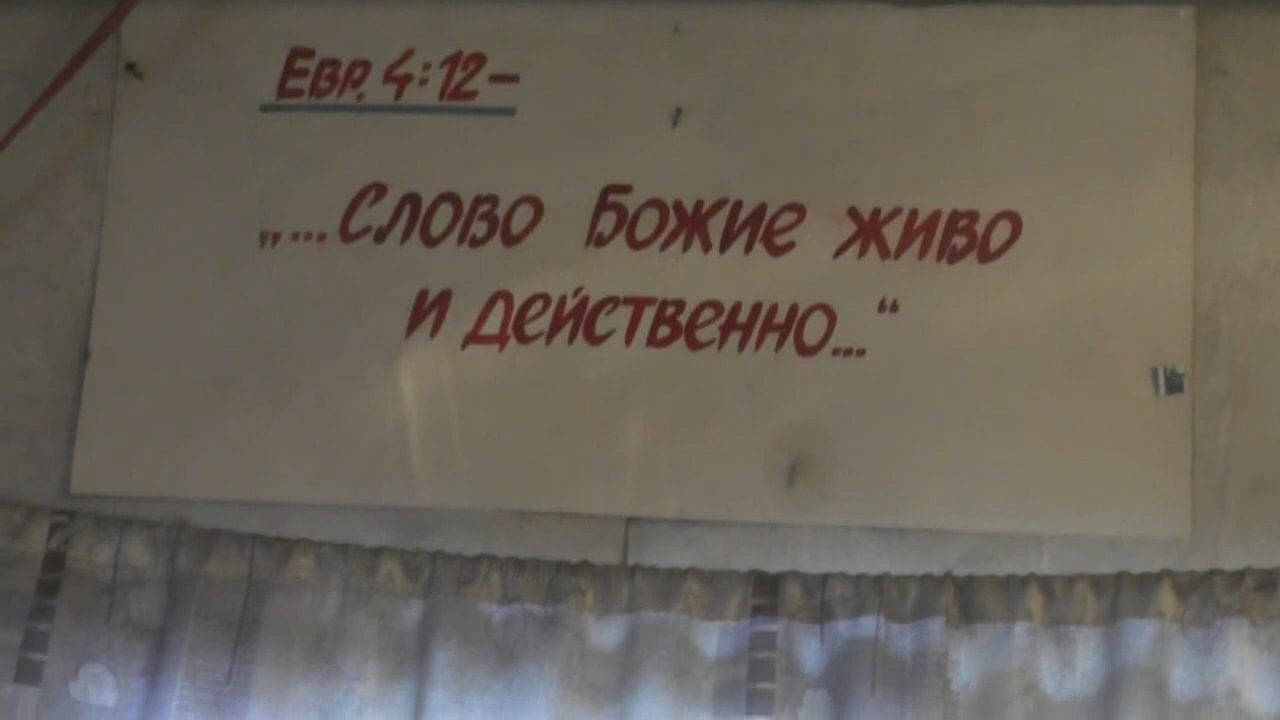 Евр. 4:12–
„...Слово Божие живо
и действенно...“